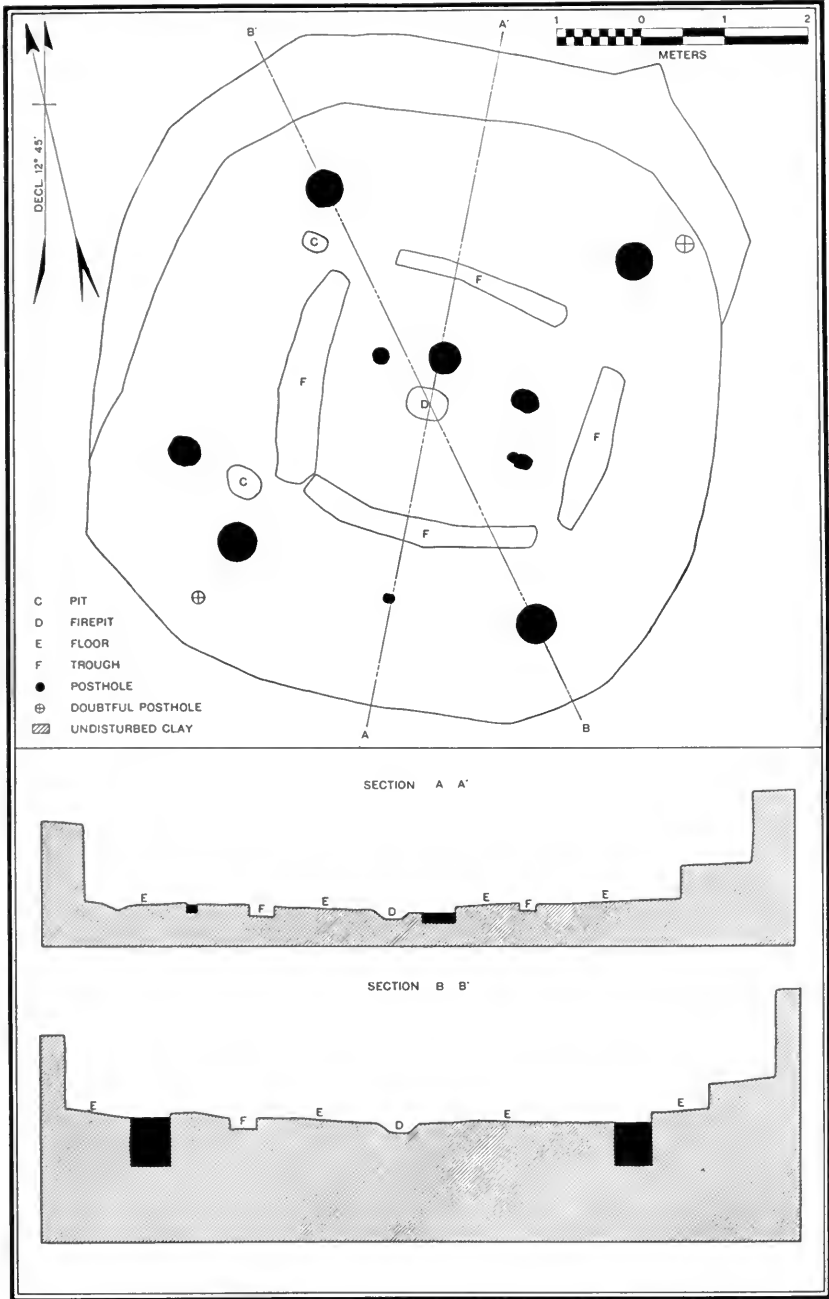 1 0 1 2
METERS
B'
A'
DECL. 12° 45'
C
F
F
D
F
C
F
A
B
C PIT
D FIREPIT
E FLOOR
F TROUGH
POSTHOLE
DOUBTFUL POSTHOLE
UNDISTURBED CLAY
SECTION A A'
E F E D E F E
SECTION B B'
E F E D E E